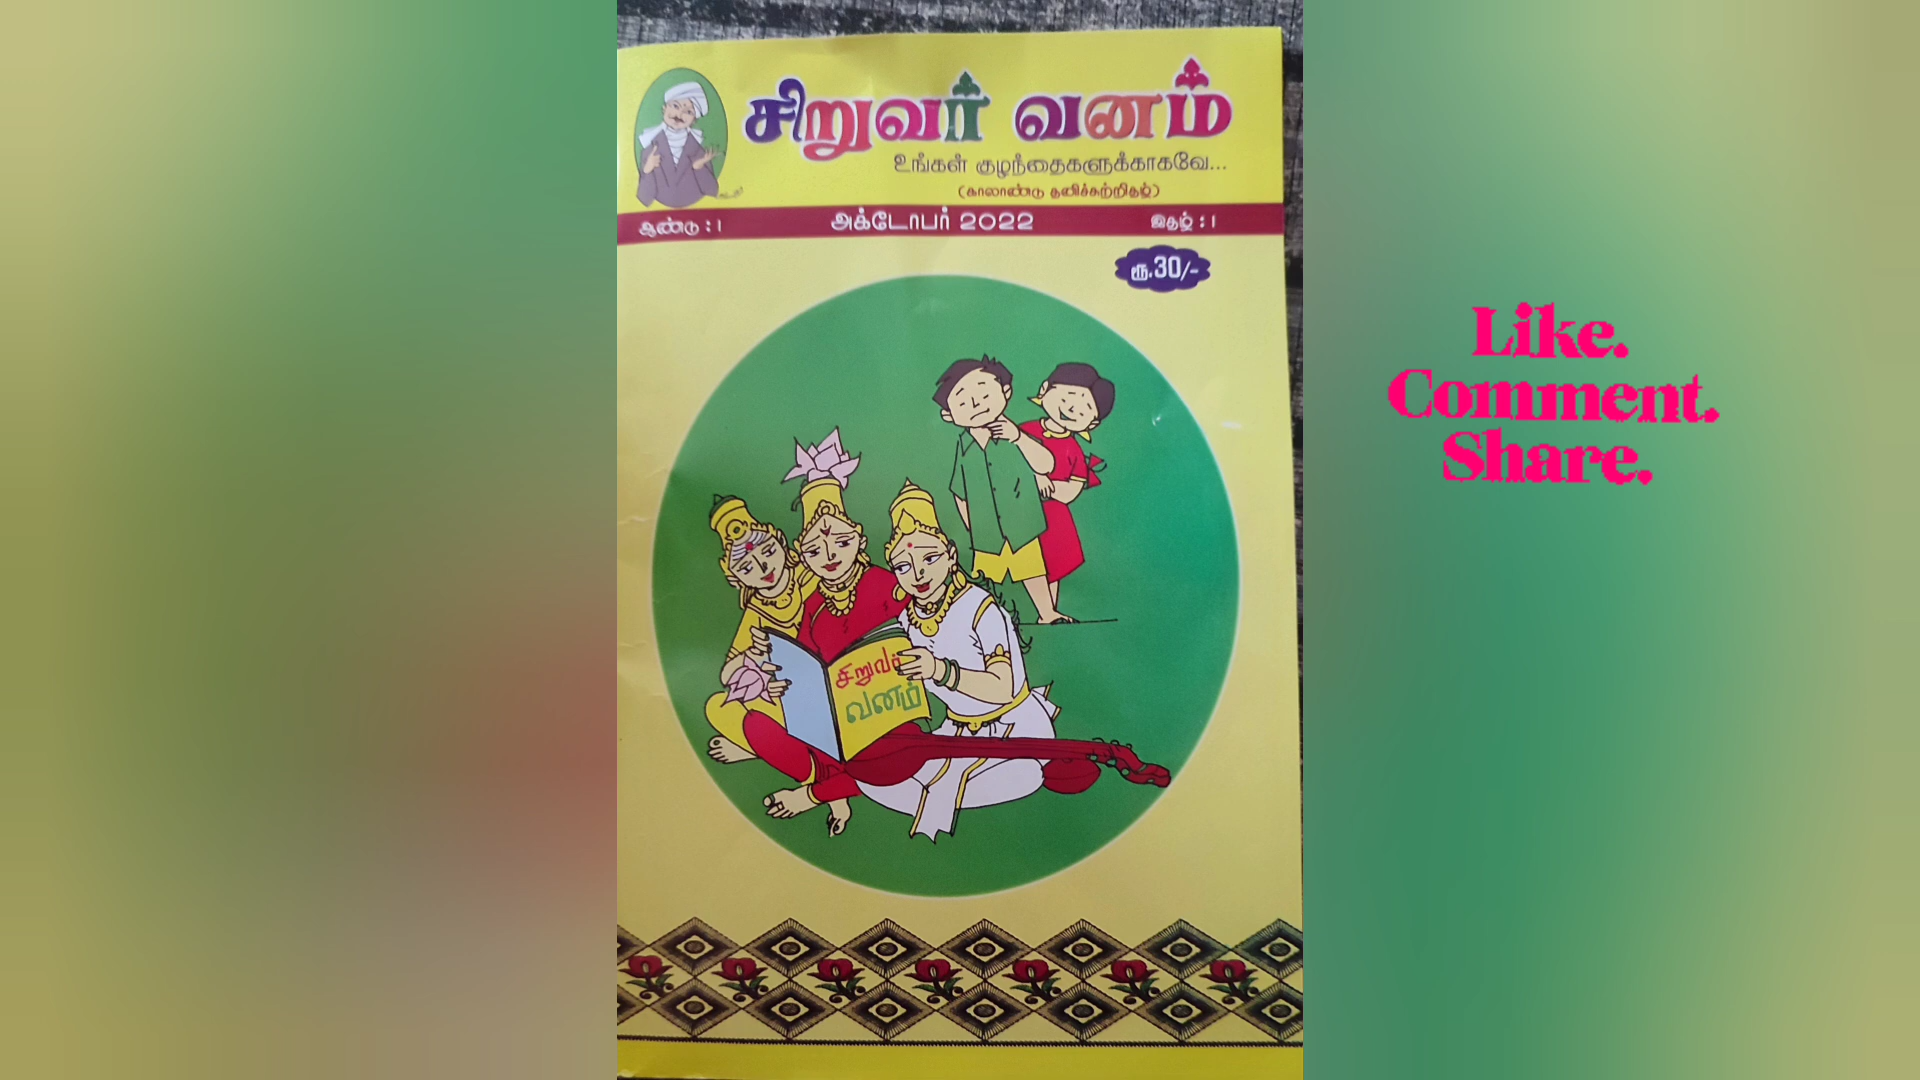 சிறுவர் வனம்
உங்கள் குழந்தைகளுக்காகவே...
(காலாண்டு தனிச்சுற்றிதழ்)
ஆண்டு : 1 அக்டோபர் 2022 இதழ் : 1
ரூ.30/-
சிறுவர்
வனம்
Like.
Comment.
Share.